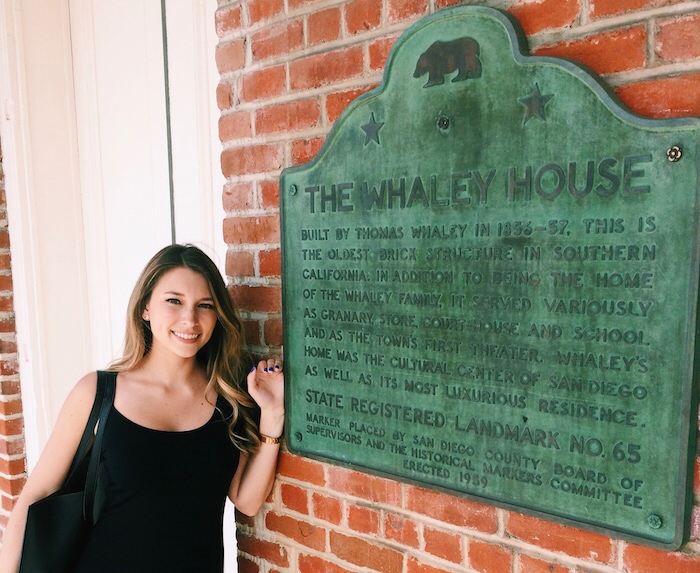 THE WHALEY HOUSE
BUILT BY THOMAS WHALEY IN 1856-57, THIS IS
THE OLDEST BRICK STRUCTURE IN SOUTHERN
CALIFORNIA. IN ADDITION TO BEING THE HOME
OF THE WHALEY FAMILY, IT SERVED VARIOUSLY
AS GRANARY, STORE, COURT HOUSE, AND SCHOOL,
AND AS THE TOWN'S FIRST THEATER. WHALEY'S
HOME WAS THE CULTURAL CENTER OF SAN DIEGO
AS WELL AS ITS MOST LUXURIOUS RESIDENCE.
STATE REGISTERED LANDMARK NO. 65
MARKER PLACED BY SAN DIEGO COUNTY BOARD OF
SUPERVISORS AND THE HISTORICAL MARKERS COMMITTEE
ERECTED 1959